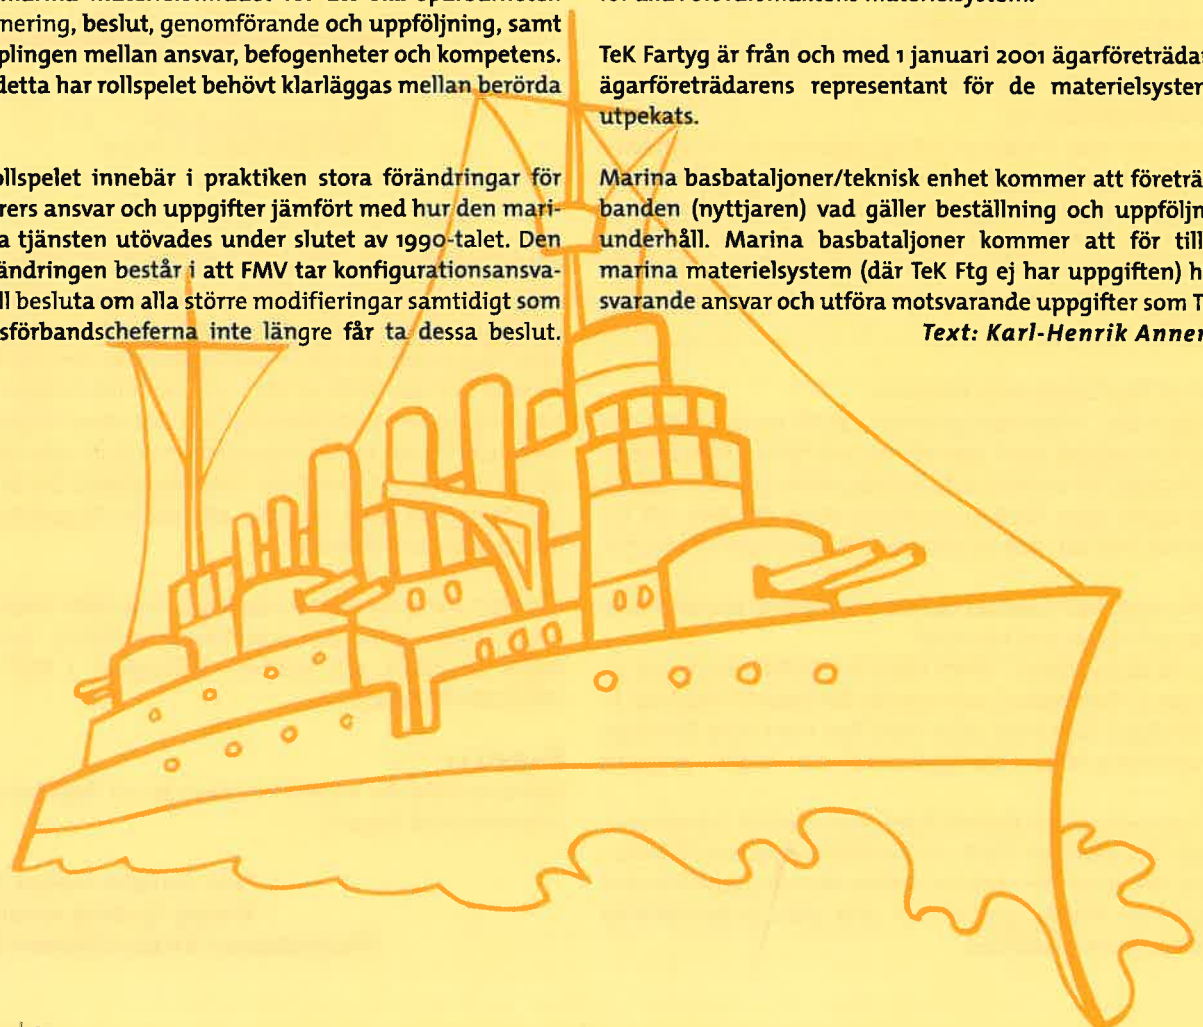 nering, beslut, genomförande och uppföljning, samt
plingen mellan ansvar, befogenheter och kompetens.
detta har rollspelet behövt klarläggas mellan berörda
ollspelet innebär i praktiken stora förändringar för
rers ansvar och uppgifter jämfört med hur den mari-
a tjänsten utövades under slutet av 1990-talet. Den
ändringen består i att FMV tar konfigurationsansva-
ll besluta om alla större modifieringar samtidigt som
sförbandscheferna inte längre får ta dessa beslut.
TeK Fartyg är från och med 1 januari 2001 ägarföreträda
ägarföreträdarens representant för de materielsyster
utpekats.
Marina basbataljoner/teknisk enhet kommer att företrä
banden (nyttjaren) vad gäller beställning och uppföljn
underhåll. Marina basbataljoner kommer att för till
marina materielsystem (där TeK Ftg ej har uppgiften) h
svarande ansvar och utföra motsvarande uppgifter som T
Text: Karl-Henrik Anner